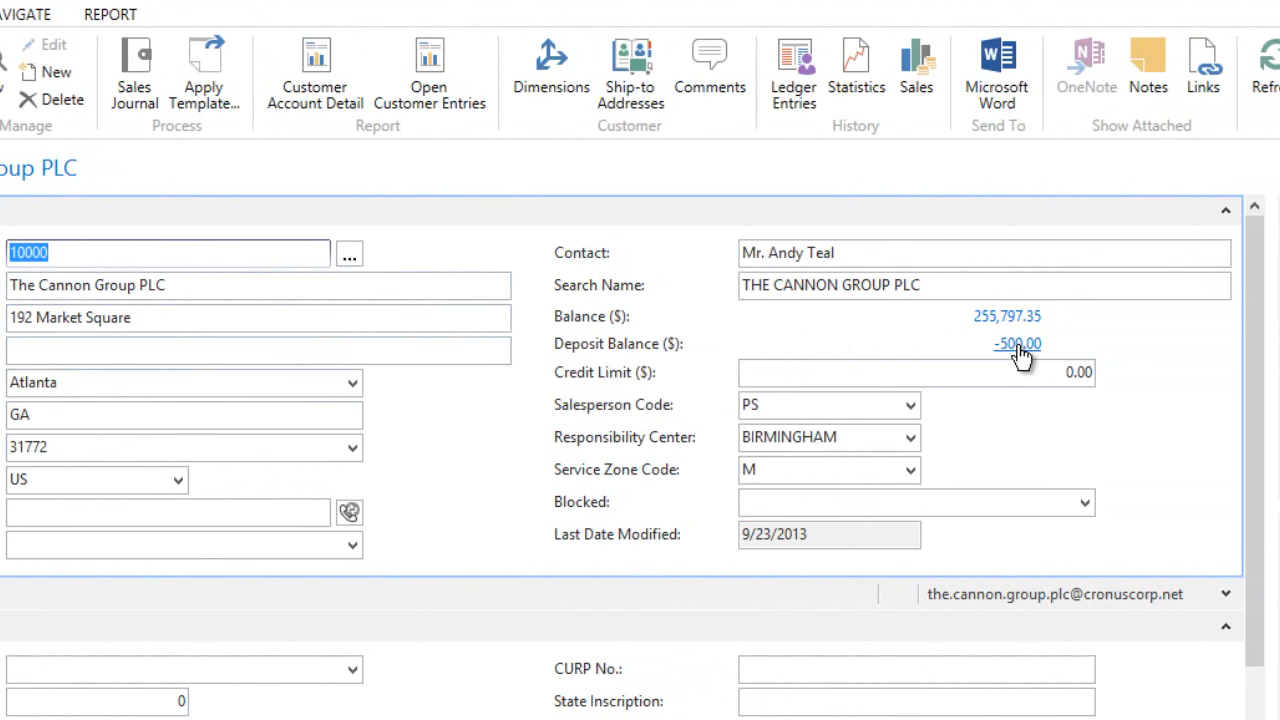 AVIGATE REPORT
Edit
New
Delete
Sales Journal
Apply Template...
Customer Account Detail
Open Customer Entries
Dimensions
Ship-to Addresses
Comments
Ledger Entries
Statistics
Sales
Microsoft Word
OneNote
Notes
Links
Refre
Manage
Process
Report
Customer
History
Send To
Show Attached
oup PLC
10000
...
Contact: Mr. Andy Teal
The Cannon Group PLC
Search Name: THE CANNON GROUP PLC
192 Market Square
Balance ($): 255,797.35
Deposit Balance ($): -500.00
Atlanta
Credit Limit ($): 0.00
GA
Salesperson Code: PS
31772
Responsibility Center: BIRMINGHAM
US
Service Zone Code: M
Blocked:
Last Date Modified: 9/23/2013
the.cannon.group.plc@cronuscorp.net
CURP No.:
0
State Inscription: